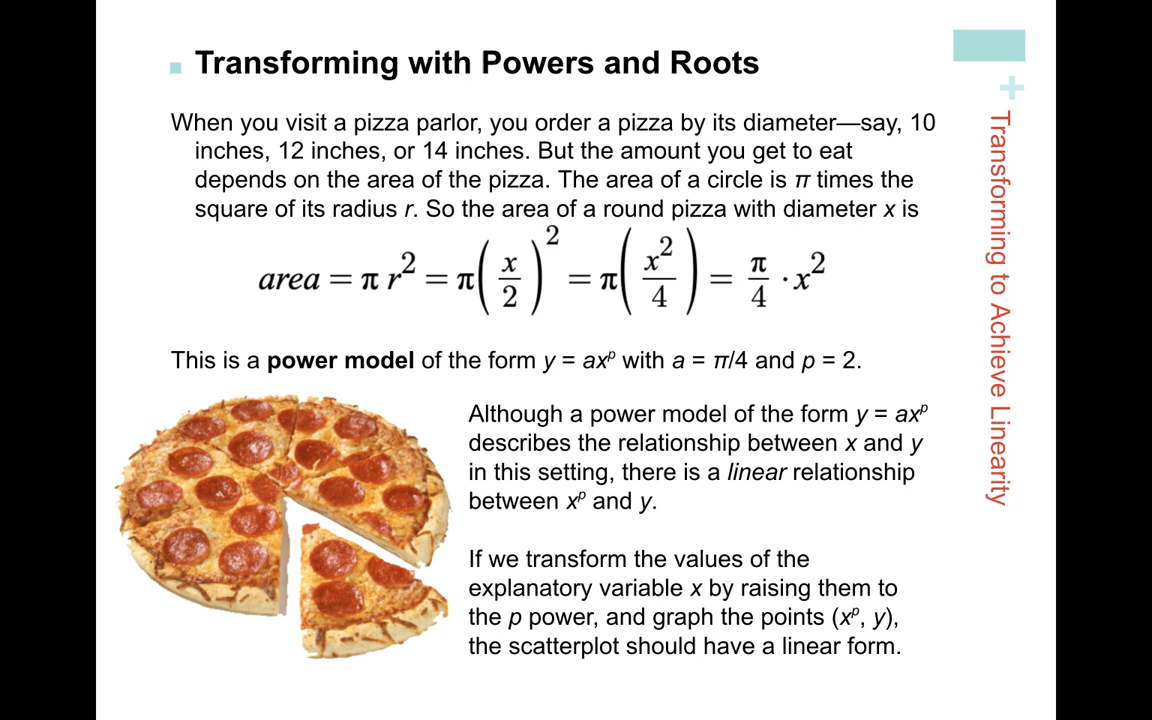 Transforming with Powers and Roots
When you visit a pizza parlor, you order a pizza by its diameter—say, 10
inches, 12 inches, or 14 inches. But the amount you get to eat
depends on the area of the pizza. The area of a circle is π times the
square of its radius r. So the area of a round pizza with diameter x is
area = π r² = π(x/2)² = π(x²/4) = π/4 · x²
This is a power model of the form y = axᵖ with a = π/4 and p = 2.
Although a power model of the form y = axᵖ
describes the relationship between x and y
in this setting, there is a linear relationship
between xᵖ and y.
If we transform the values of the
explanatory variable x by raising them to
the p power, and graph the points (xᵖ, y),
the scatterplot should have a linear form.
+
Transforming to Achieve Linearity